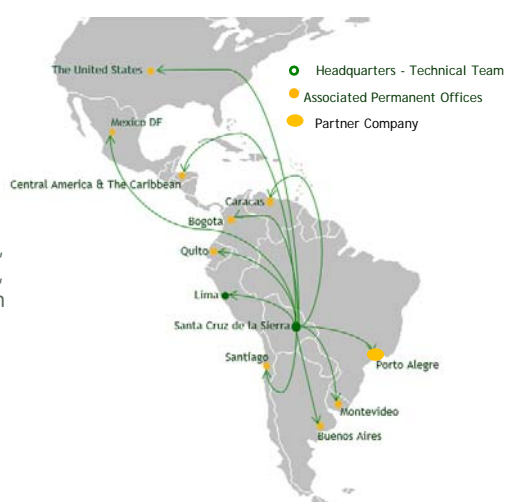 The United States
Headquarters - Technical Team
Associated Permanent Offices
Partner Company
Mexico DF
Central America & The Caribbean
Caracas
Bogota
Quito
Lima
Santa Cruz de la Sierra
Santiago
Porto Alegre
Montevideo
Buenos Aires